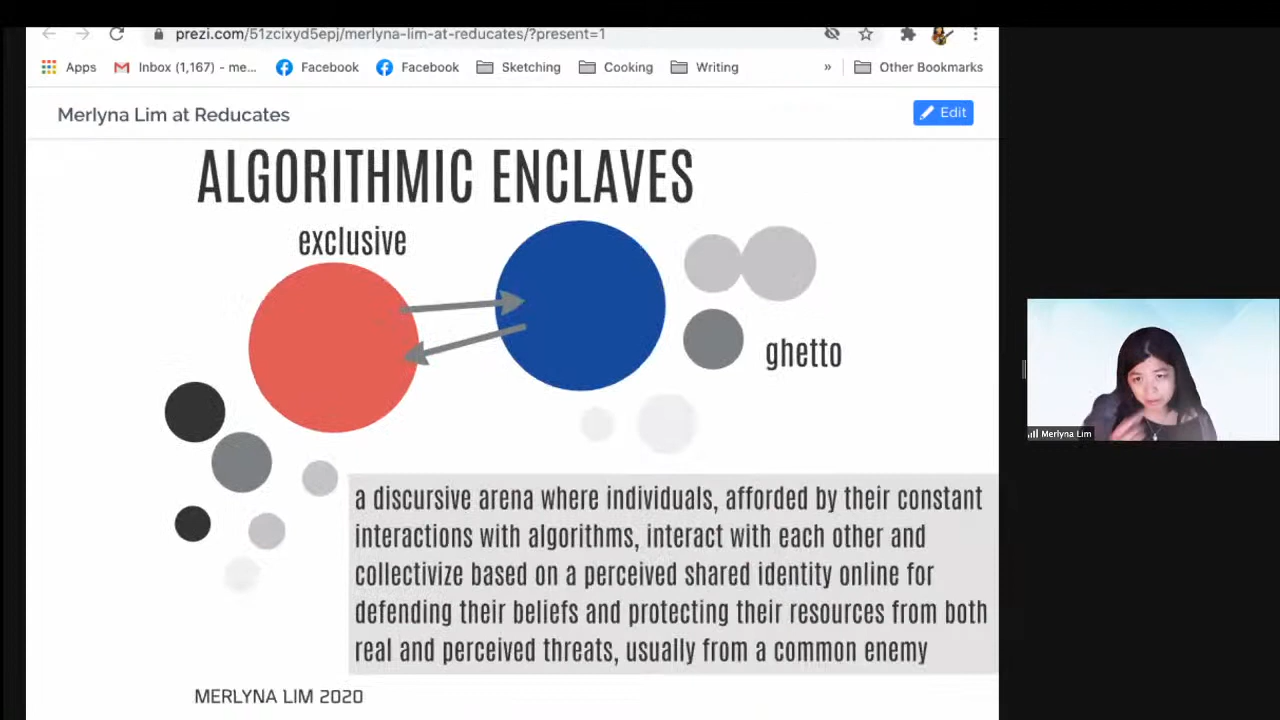 prezi.com/51zcixyd5epj/merlyna-lim-at-reducates/?present=1
Apps Inbox (1,167) - me... Facebook Facebook Sketching Cooking Writing » Other Bookmarks
Merlyna Lim at Reducates Edit
ALGORITHMIC ENCLAVES
exclusive
ghetto
a discursive arena where individuals, afforded by their constant
interactions with algorithms, interact with each other and
collectivize based on a perceived shared identity online for
defending their beliefs and protecting their resources from both
real and perceived threats, usually from a common enemy
MERLYNA LIM 2020
Merlyna Lim